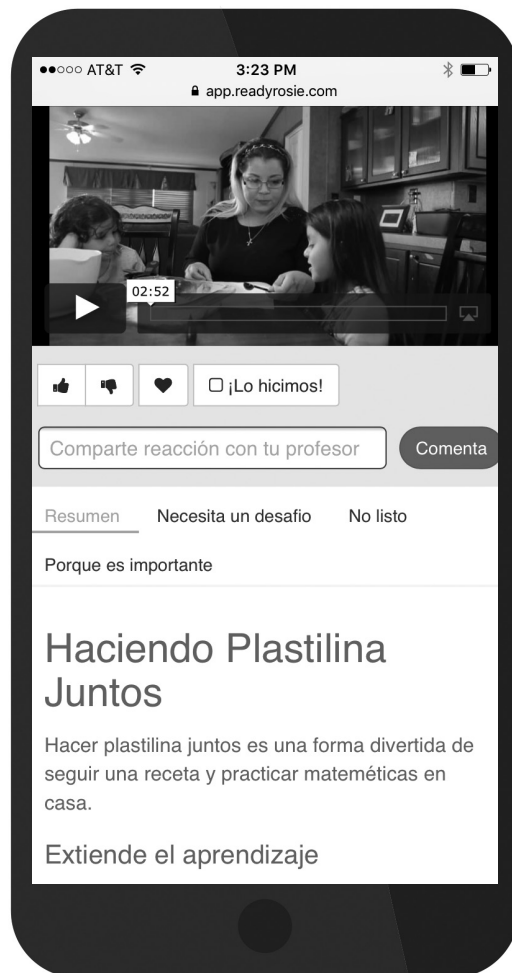 AT&T 3:23 PM
app.readyrosie.com
02:52
¡Lo hicimos!
Comparte reacción con tu profesor Comenta
Resumen Necesita un desafio No listo
Porque es importante
Haciendo Plastilina
Juntos
Hacer plastilina juntos es una forma divertida de
seguir una receta y practicar mateméticas en
casa.
Extiende el aprendizaje